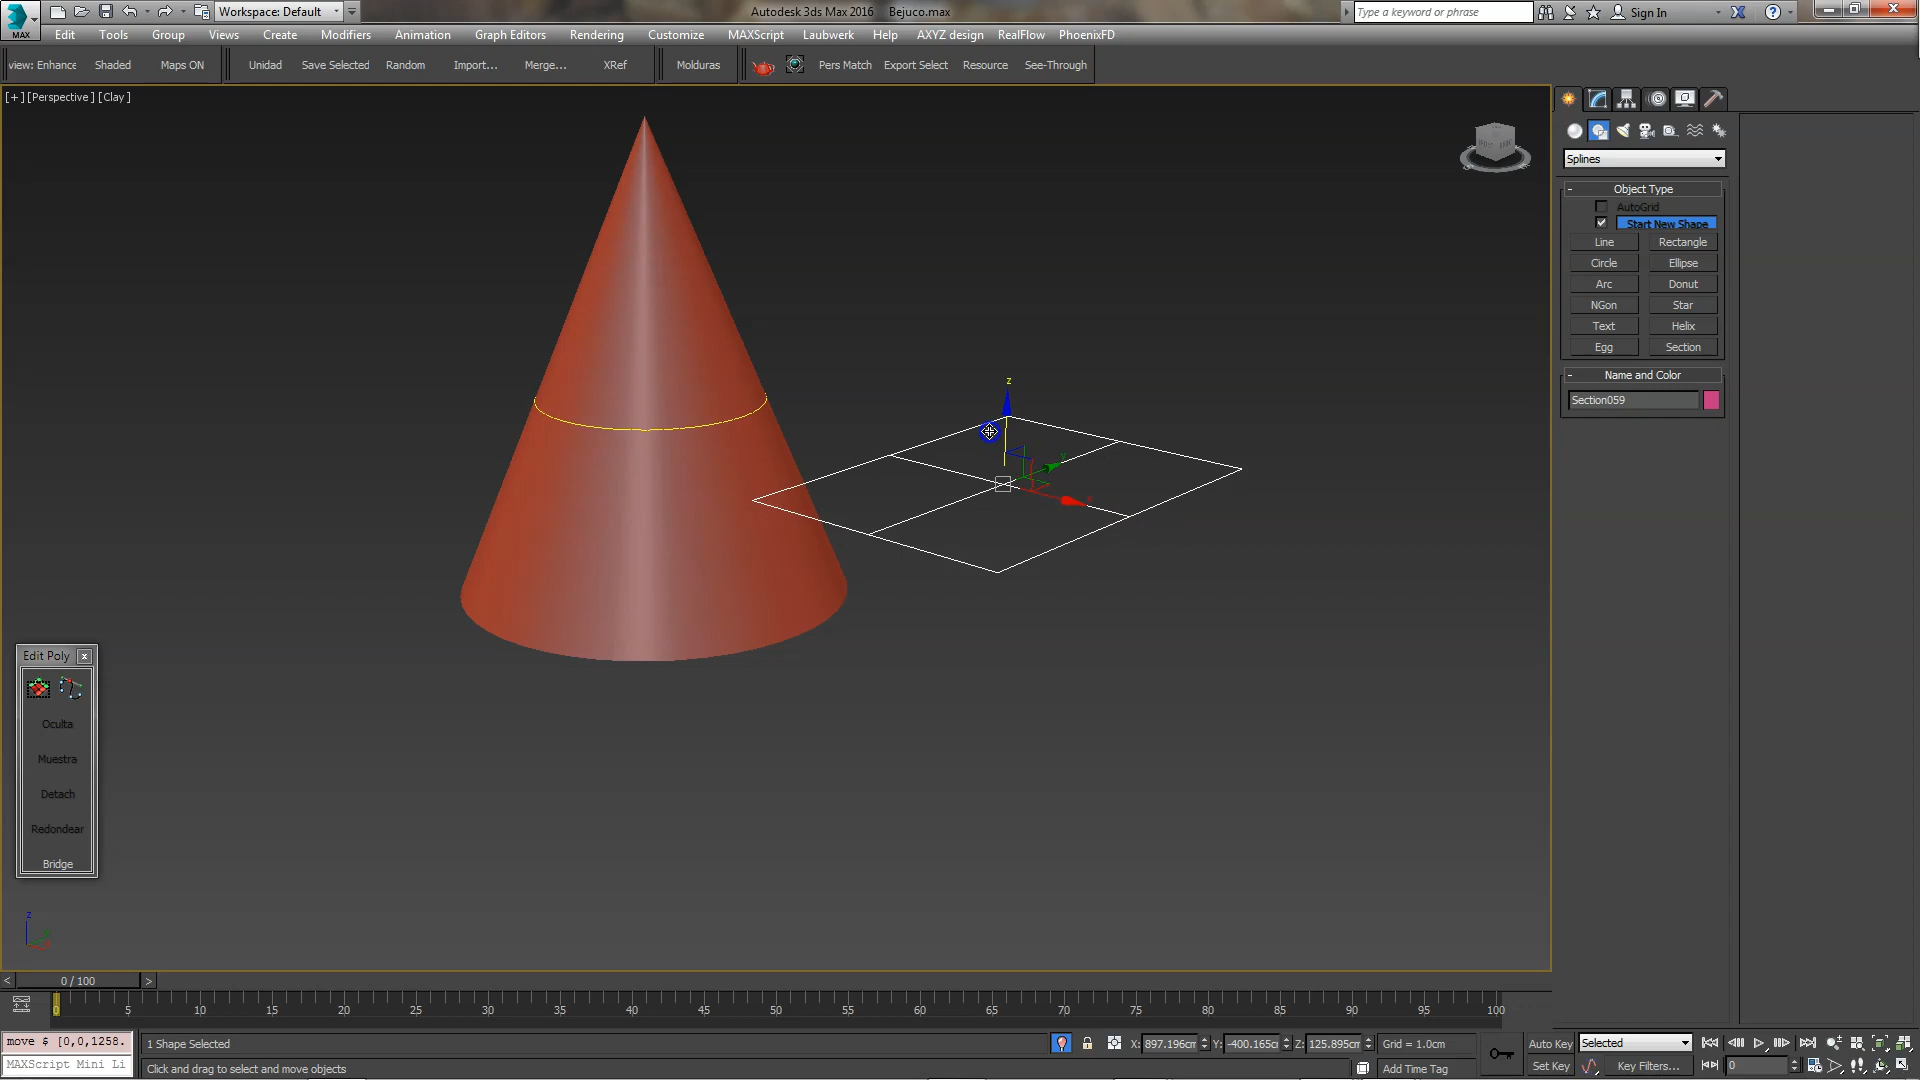 Workspace: Default
Autodesk 3ds Max 2016    Bejuco.max
Type a keyword or phrase
Sign In
MAX
Edit Tools Group Views Create Modifiers Animation Graph Editors Rendering Customize MAXScript Laubwerk Help AXYZ design RealFlow PhoenixFD
view: Enhance Shaded Maps ON Unidad Save Selected Random Import... Merge... XRef Molduras Pers Match Export Select Resource See-Through
[+] [Perspective] [Clay]
Splines
- Object Type
AutoGrid
Start New Shape
Line Rectangle
Circle Ellipse
Arc Donut
NGon Star
Text Helix
Egg Section
- Name and Color
Section059
z
y
x
Edit Poly x
Oculta
Muestra
Detach
Redondear
Bridge
z
< 0 / 100 >
0 5 10 15 20 25 30 35 40 45 50 55 60 65 70 75 80 85 90 95 100
move $ [0,0,1258.
1 Shape Selected
X: 897.196cm Y: -400.165c Z: 125.895cm
Grid = 1.0cm
Auto Key
Selected
MAXScript Mini Li
Click and drag to select and move objects
Add Time Tag
Set Key
Key Filters...
0